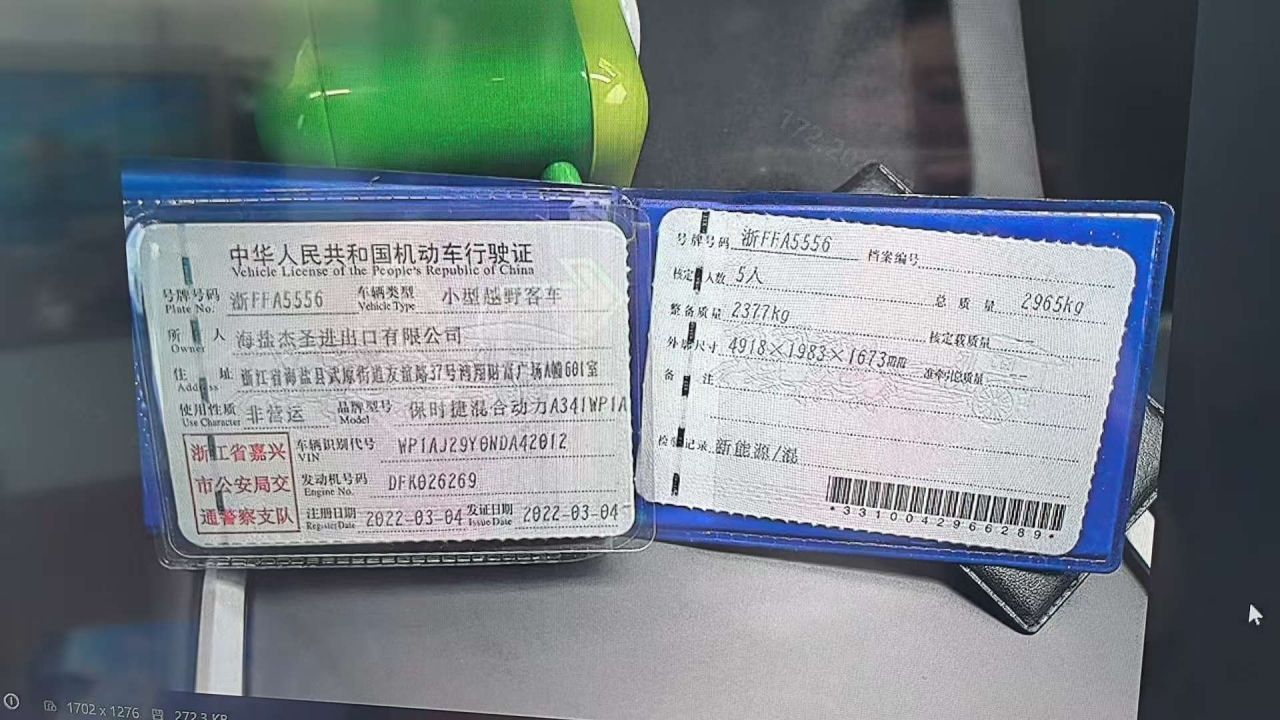 中华人民共和国机动车行驶证
Vehicle License of the People's Republic of China
号牌号码 浙FFA5556 车辆类型 小型越野客车
Plate No. Vehicle Type
所 人 海盐杰圣进出口有限公司
Owner
住 址 浙江省海盐县武原街道友谊路37号鸿翔财富广场A幢601室
Address
使用性质 非营运 品牌型号 保时捷混合动力A341WP1A
Use Character Model
浙江省嘉兴
市公安局交
通警察支队
车辆识别代号 WP1AJ29Y0NDA42012
VIN
发动机号码 DFK026269
Engine No.
注册日期 2022-03-04 发证日期 2022-03-04
Register Date Issue Date
号牌号码 浙FFA5556 档案编号
核定 人数 5人 总 质 量 2965kg
整备质量 2377kg 核定载质量 --
外廓尺寸 4918×1983×1673 准牵引总质量 --
备 注
检 记录 新能源/混
*3310042966289*
1702 x 1276 272.3 KB